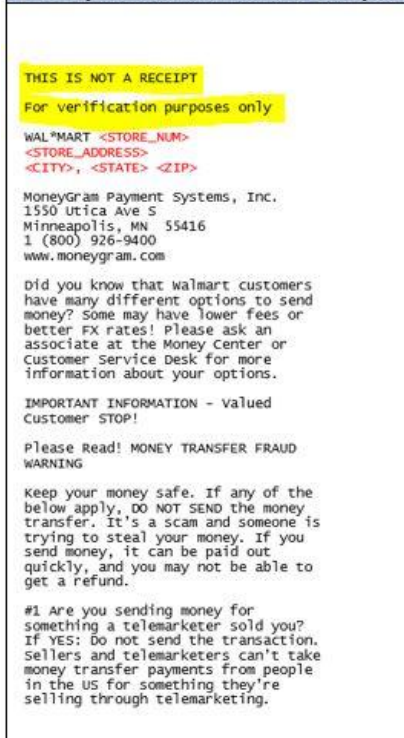 THIS IS NOT A RECEIPT
For verification purposes only
WAL*MART <STORE_NUM>
<STORE_ADDRESS>
<CITY>, <STATE> <ZIP>
MoneyGram Payment Systems, Inc.
1550 Utica Ave S
Minneapolis, MN 55416
1 (800) 926-9400
www.moneygram.com
Did you know that Walmart customers
have many different options to send
money? Some may have lower fees or
better FX rates! Please ask an
associate at the Money Center or
Customer Service Desk for more
information about your options.
IMPORTANT INFORMATION - Valued
Customer STOP!
Please Read! MONEY TRANSFER FRAUD
WARNING
Keep your money safe. If any of the
below apply, DO NOT SEND the money
transfer. It's a scam and someone is
trying to steal your money. If you
send money, it can be paid out
quickly, and you may not be able to
get a refund.
#1 Are you sending money for
something a telemarketer sold you?
If YES: Do not send the transaction.
Sellers and telemarketers can't take
money transfer payments from people
in the US for something they're
selling through telemarketing.